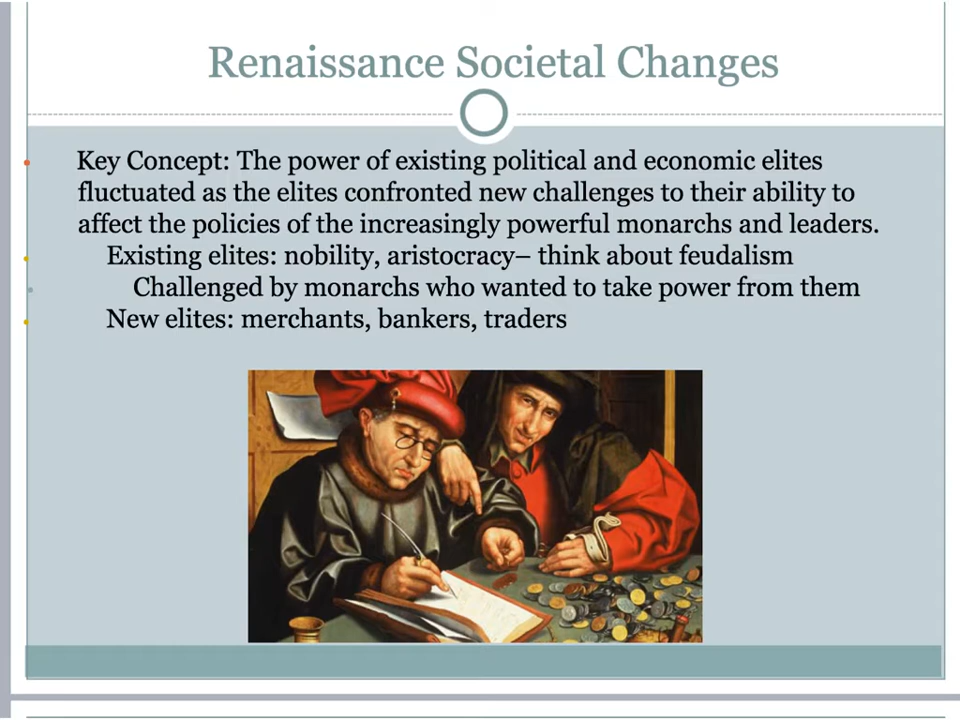 Renaissance Societal Changes
Key Concept: The power of existing political and economic elites
fluctuated as the elites confronted new challenges to their ability to
affect the policies of the increasingly powerful monarchs and leaders.
Existing elites: nobility, aristocracy– think about feudalism
Challenged by monarchs who wanted to take power from them
New elites: merchants, bankers, traders